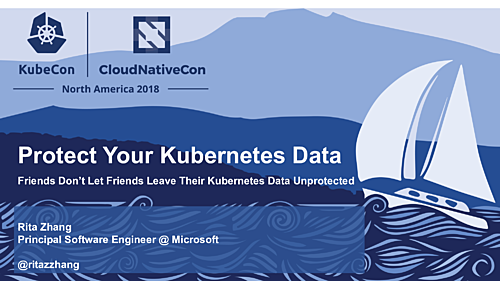 KubeCon
CloudNativeCon
North America 2018
Protect Your Kubernetes Data
Friends Don't Let Friends Leave Their Kubernetes Data Unprotected
Rita Zhang
Principal Software Engineer @ Microsoft
@ritazzhang